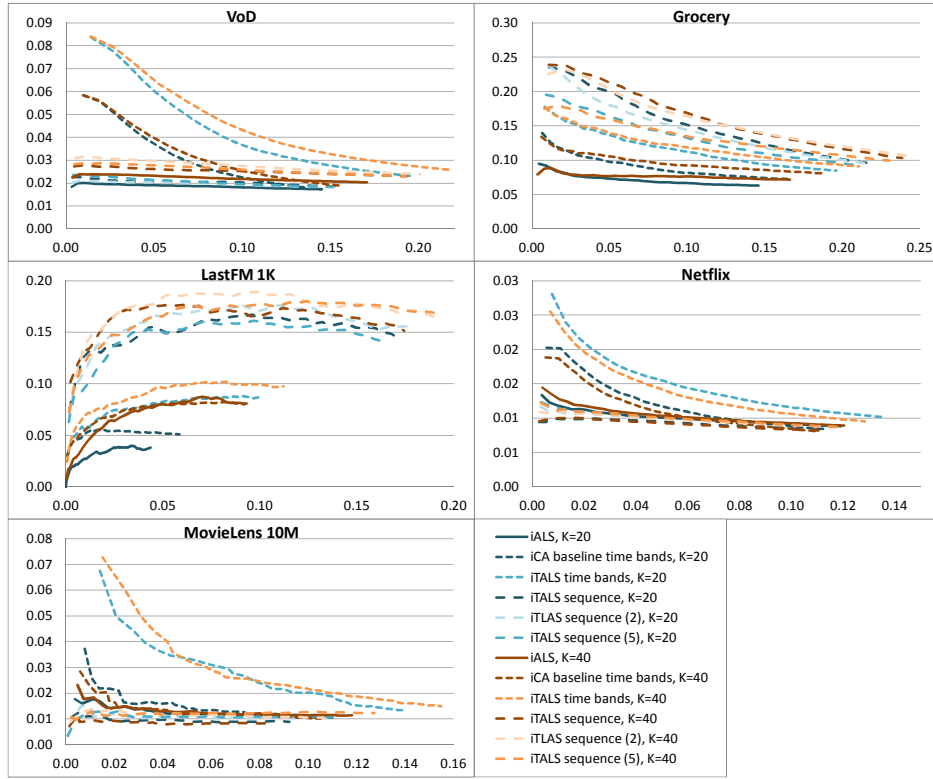 VoD
0.09
0.08
0.07
0.06
0.05
0.04
0.03
0.02
0.01
0.00
0.00 0.05 0.10 0.15 0.20
Grocery
0.30
0.25
0.20
0.15
0.10
0.05
0.00
0.00 0.05 0.10 0.15 0.20 0.25
LastFM 1K
0.20
0.15
0.10
0.05
0.00
0.00 0.05 0.10 0.15 0.20
Netflix
0.03
0.03
0.02
0.02
0.01
0.01
0.00
0.00 0.02 0.04 0.06 0.08 0.10 0.12 0.14
MovieLens 10M
0.08
0.07
0.06
0.05
0.04
0.03
0.02
0.01
0.00
0.00 0.02 0.04 0.06 0.08 0.10 0.12 0.14 0.16
iALS, K=20
iCA baseline time bands, K=20
iTALS time bands, K=20
iTALS sequence, K=20
iTLAS sequence (2), K=20
iTALS sequence (5), K=20
iALS, K=40
iCA baseline time bands, K=40
iTALS time bands, K=40
iTALS sequence, K=40
iTLAS sequence (2), K=40
iTALS sequence (5), K=40